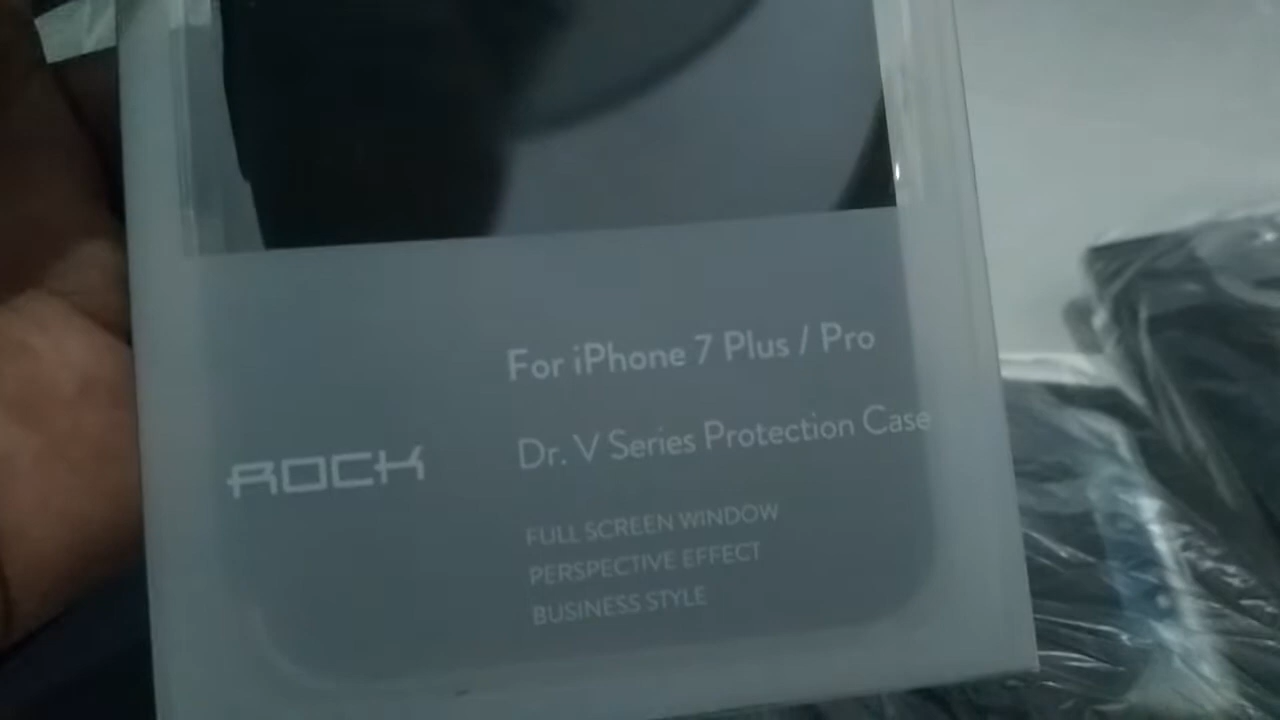 For iPhone 7 Plus / Pro
Dr. V Series Protection Case
ROCK
FULL SCREEN WINDOW
PERSPECTIVE EFFECT
BUSINESS STYLE